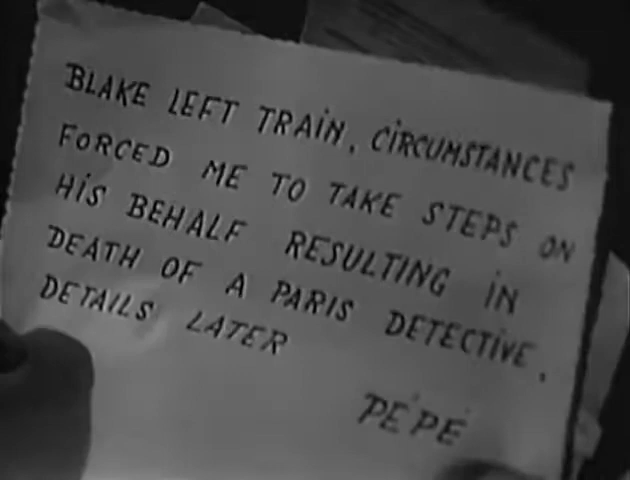 BLAKE LEFT TRAiN, CiRCUMSTANCES
FORCED ME TO TAKE STEPS ON
HiS BEHALF RESULTING iN
DEATH OF A PARIS DETECTiVE.
DETAILS LATER
PÉPÉ